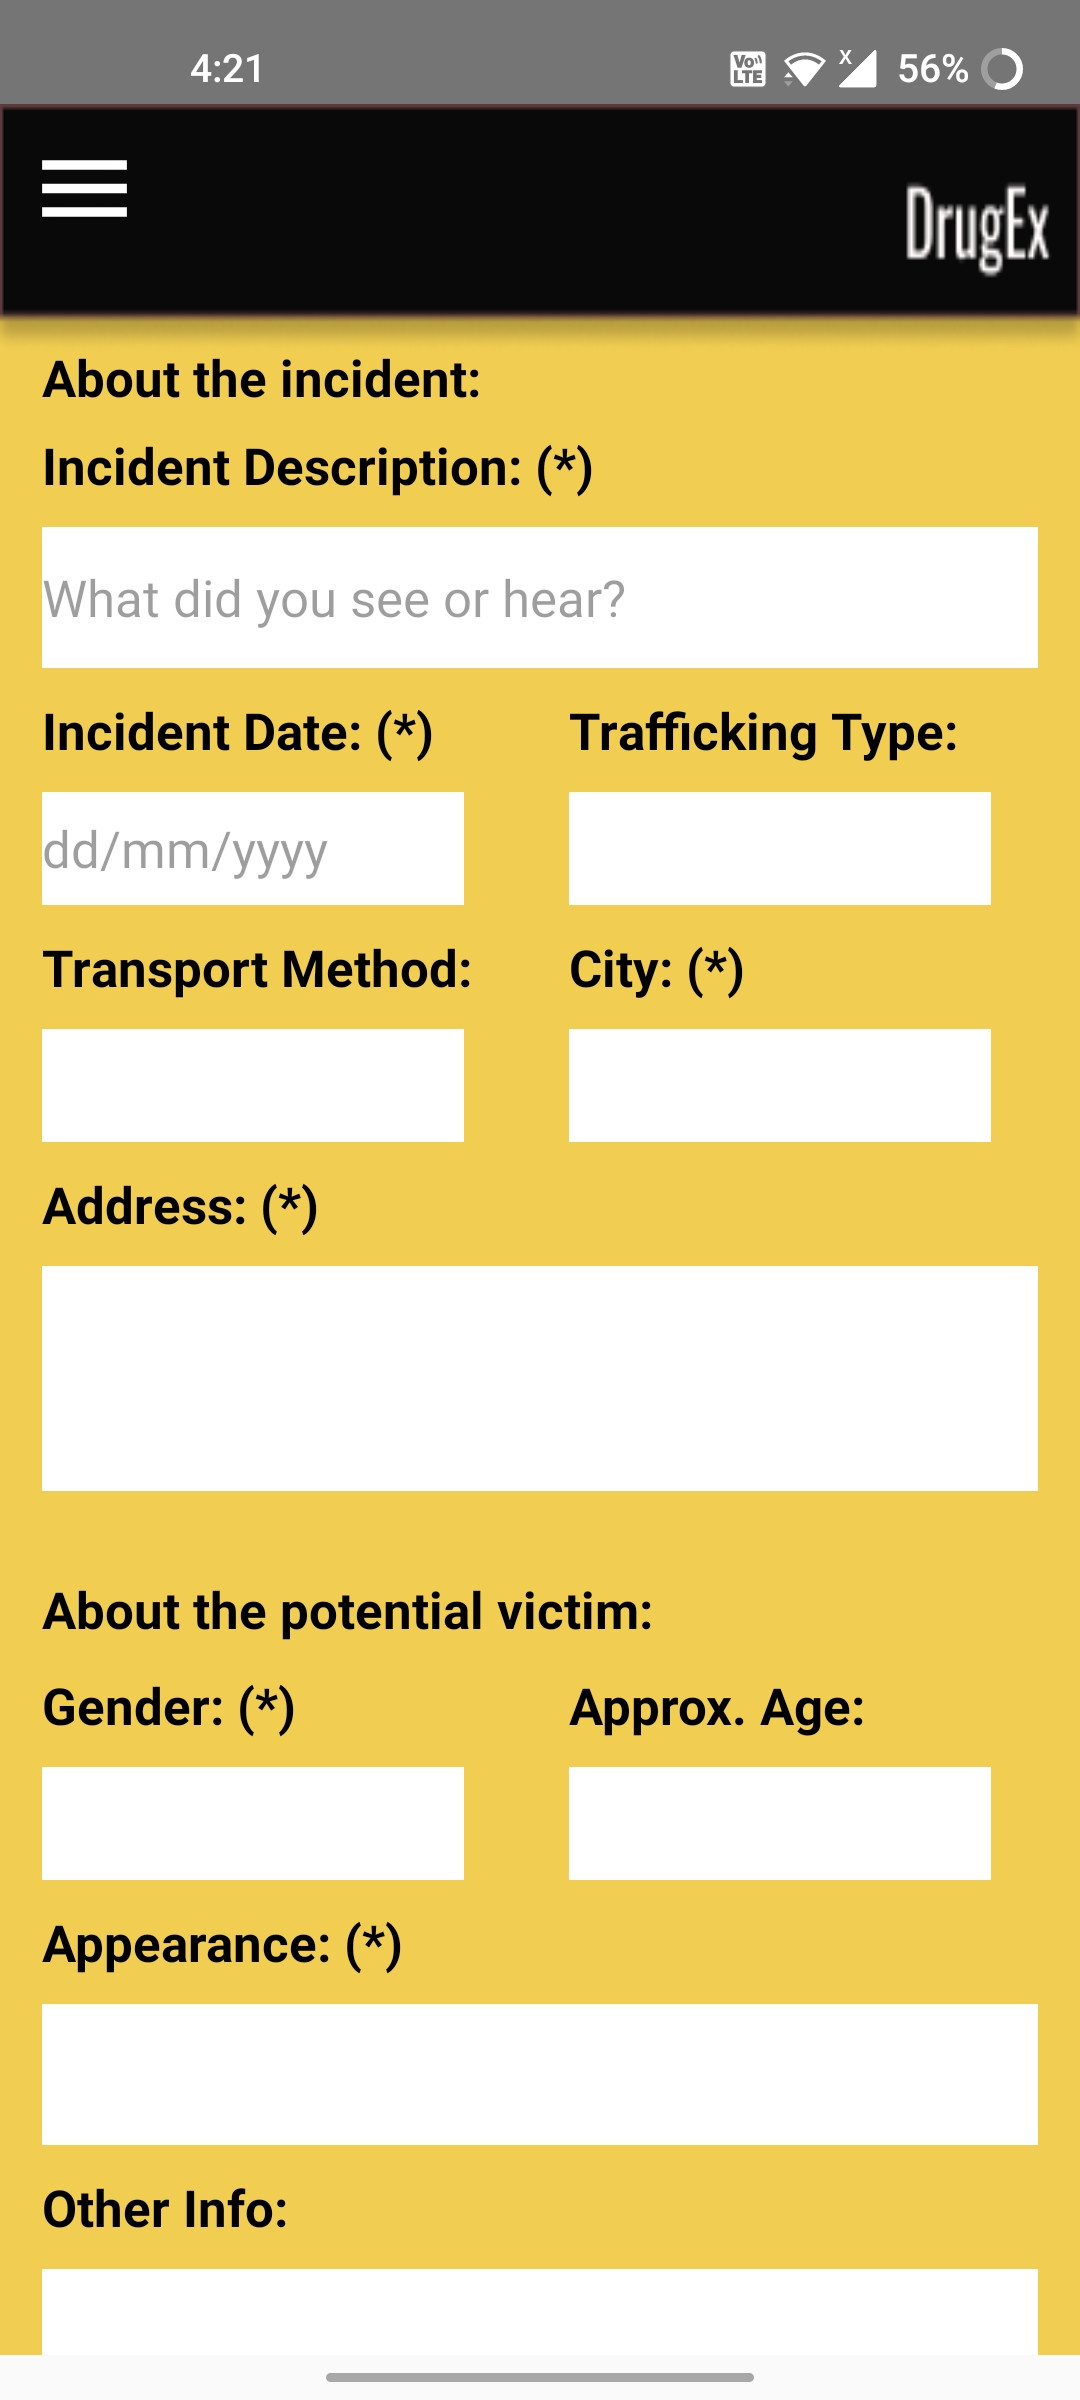 4:21
Vo)) LTE
X
56%
DrugEx
About the incident:
Incident Description: (*)
What did you see or hear?
Incident Date: (*)
Trafficking Type:
dd/mm/yyyy
Transport Method:
City: (*)
Address: (*)
About the potential victim:
Gender: (*)
Approx. Age:
Appearance: (*)
Other Info: